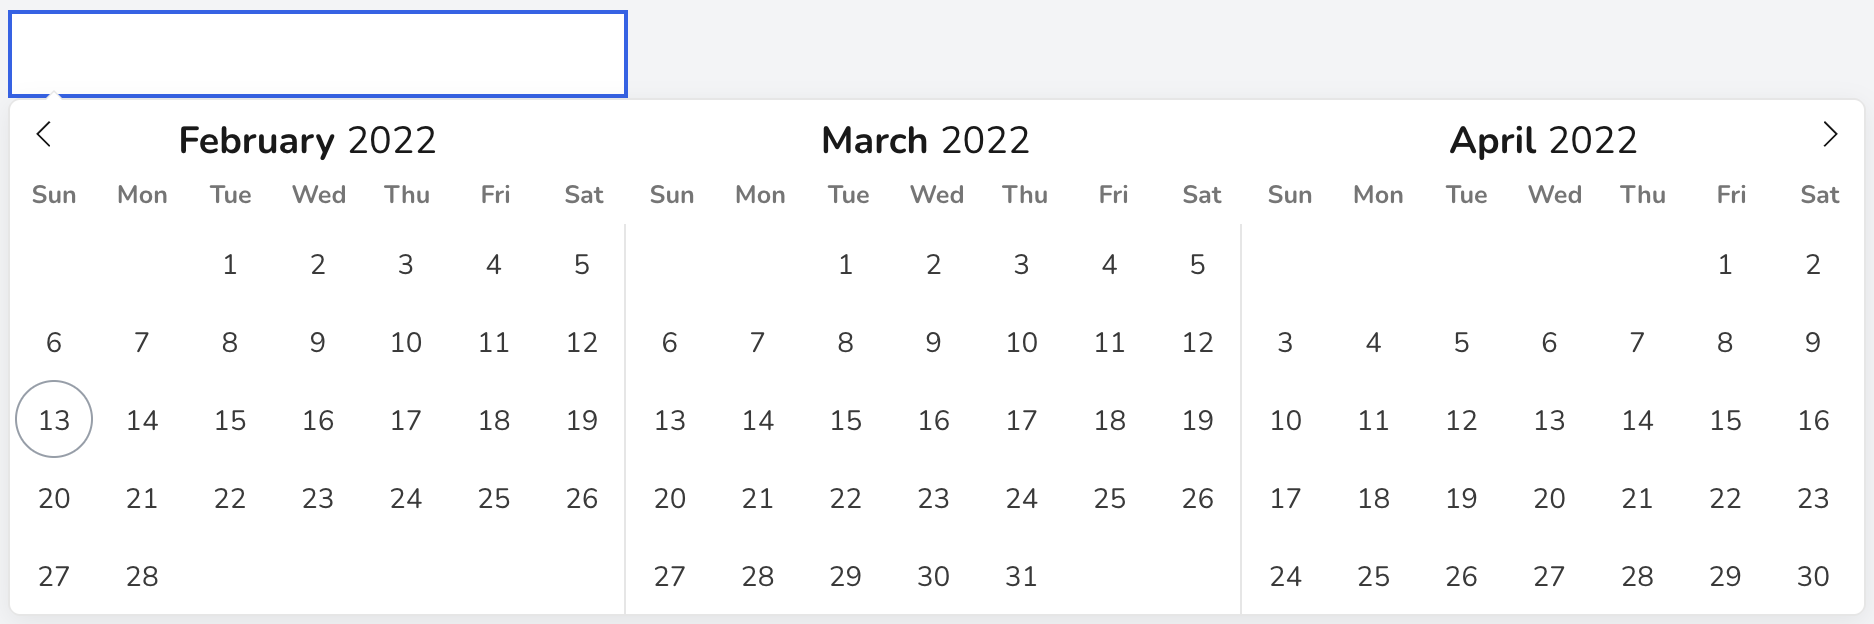 February 2022 March 2022 April 2022
Sun Mon Tue Wed Thu Fri Sat Sun Mon Tue Wed Thu Fri Sat Sun Mon Tue Wed Thu Fri Sat
1 2 3 4 5 1 2 3 4 5 1 2
6 7 8 9 10 11 12 6 7 8 9 10 11 12 3 4 5 6 7 8 9
13 14 15 16 17 18 19 13 14 15 16 17 18 19 10 11 12 13 14 15 16
20 21 22 23 24 25 26 20 21 22 23 24 25 26 17 18 19 20 21 22 23
27 28 27 28 29 30 31 24 25 26 27 28 29 30